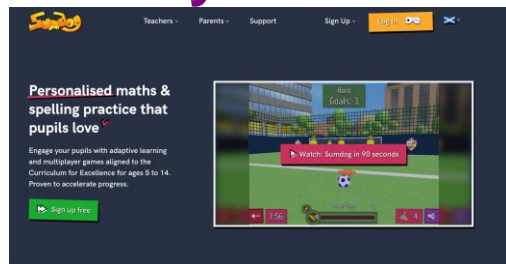 Sumdog
Teachers
Parents
Support
Sign Up
Log in
Personalised maths &
spelling practice that
pupils love
Engage your pupils with adaptive learning
and multiplayer games aligned to the
Curriculum for Excellence for ages 5 to 14.
Proven to accelerate progress.
Sign up free
Hard
Goals: 3
Watch: Sumdog in 90 seconds
1:56
4